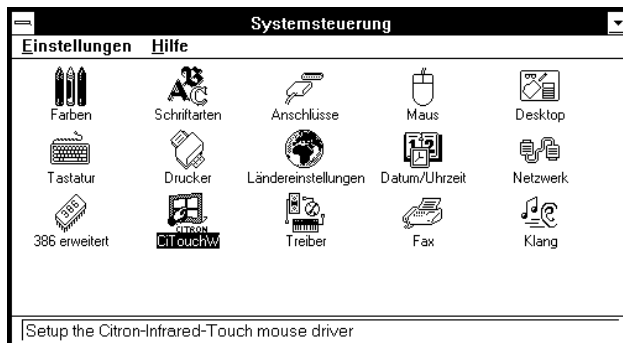 Systemsteuerung
Einstellungen Hilfe
Farben Schriftarten Anschlüsse Maus Desktop
Tastatur Drucker Ländereinstellungen Datum/Uhrzeit Netzwerk
386
CITRON
386 erweitert CiTouchW Treiber Fax Klang
Setup the Citron-Infrared-Touch mouse driver